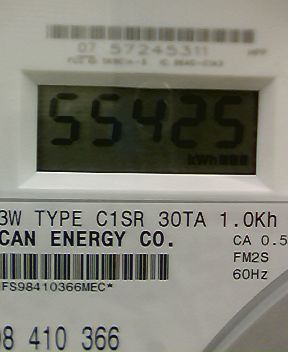 07 57245311
55425
kWh
3W TYPE C1SR 30TA 1.0Kh
CAN ENERGY CO.
CA 0.5
FM2S
60Hz
FS98410366MEC*
98 410 366